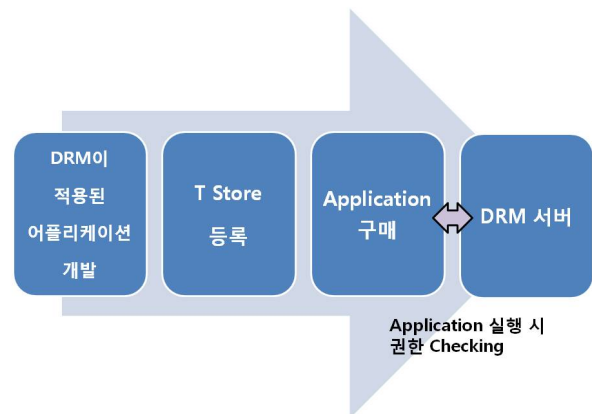 DRM이
적용된
어플리케이션
개발
T Store
등록
Application
구매
DRM 서버
Application 실행 시
권한 Checking